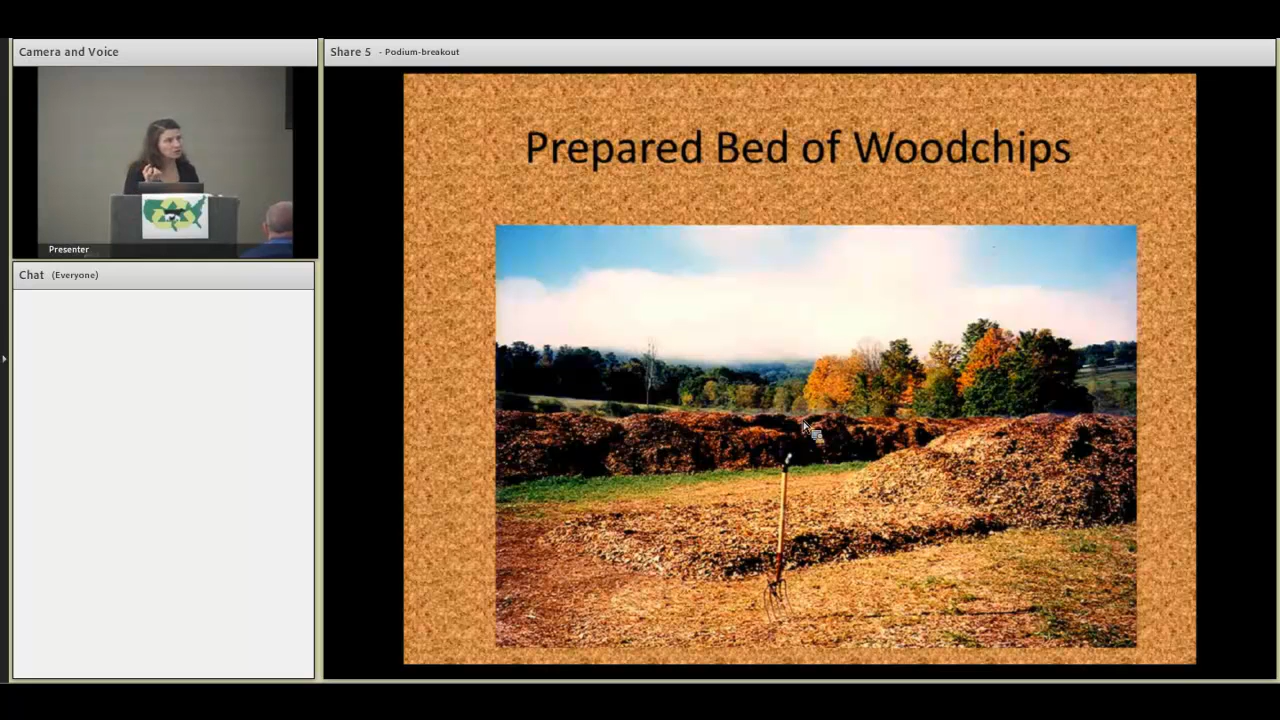 Camera and Voice
Share 5 - Podium-breakout
Presenter
Chat (Everyone)
Prepared Bed of Woodchips